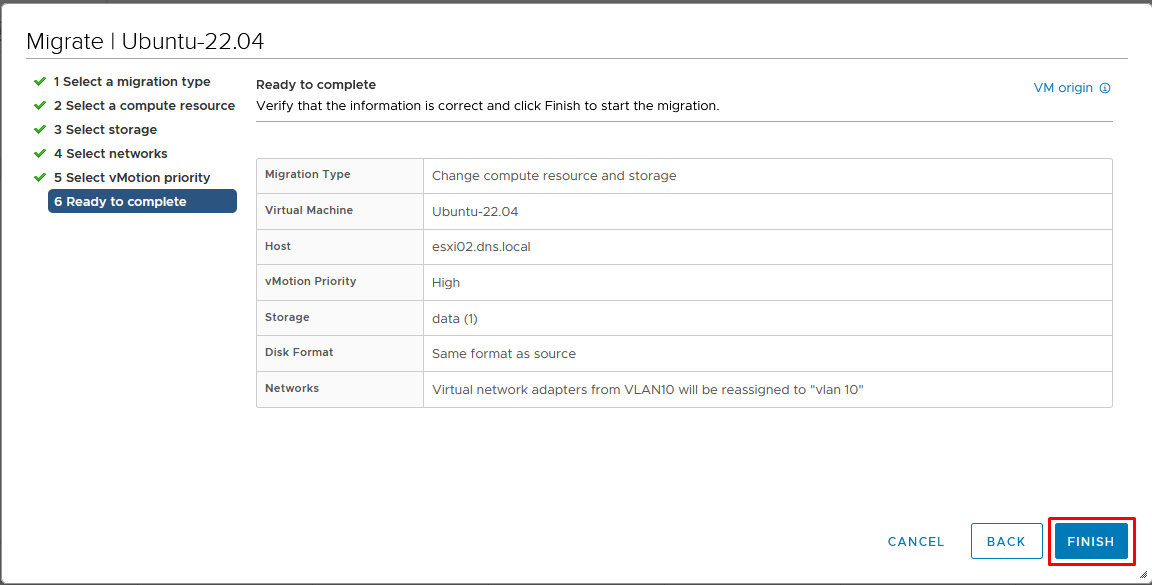 Migrate | Ubuntu-22.04
1 Select a migration type
2 Select a compute resource
3 Select storage
4 Select networks
5 Select vMotion priority
6 Ready to complete
Ready to complete
Verify that the information is correct and click Finish to start the migration.
VM origin
Migration Type Change compute resource and storage
Virtual Machine Ubuntu-22.04
Host esxi02.dns.local
vMotion Priority High
Storage data (1)
Disk Format Same format as source
Networks Virtual network adapters from VLAN10 will be reassigned to "vlan 10"
CANCEL BACK FINISH